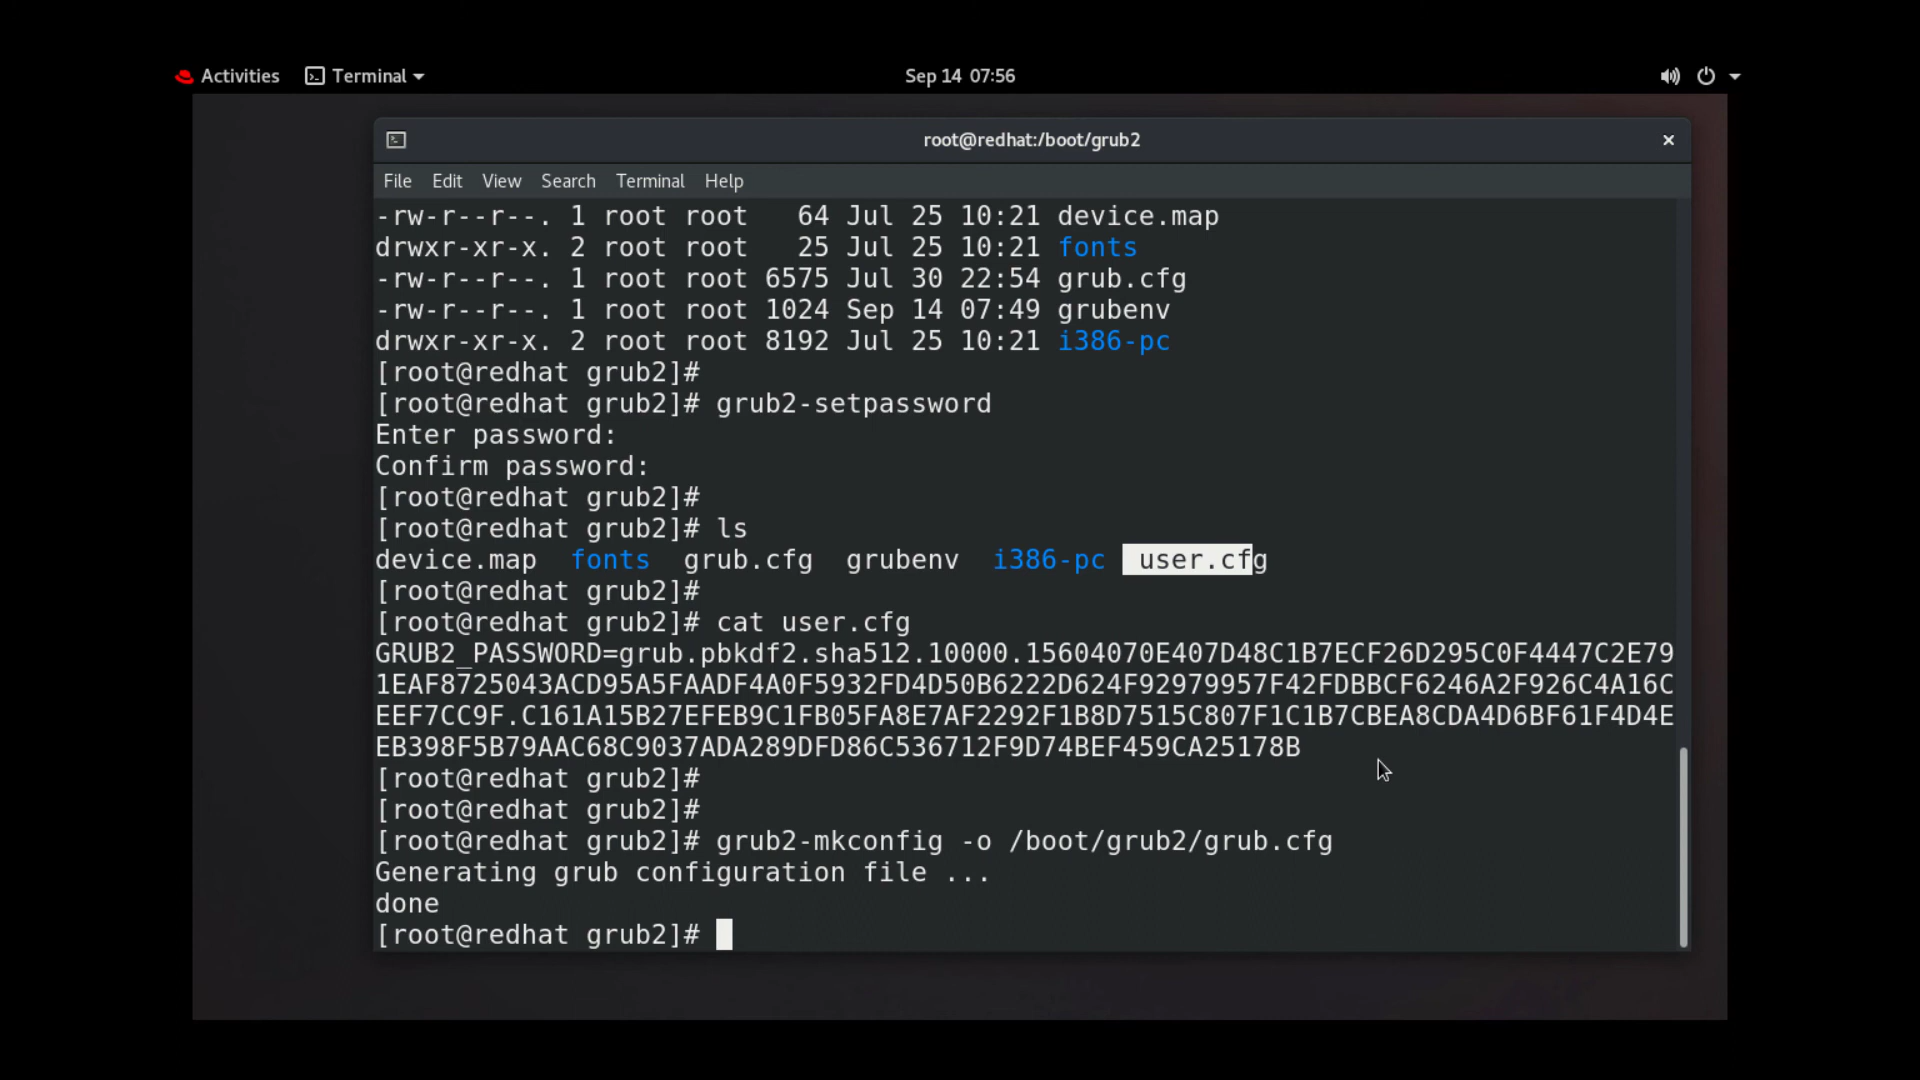 Activities Terminal Sep 14 07:56
root@redhat:/boot/grub2
File Edit View Search Terminal Help
-rw-r--r--. 1 root root   64 Jul 25 10:21 device.map
drwxr-xr-x. 2 root root   25 Jul 25 10:21 fonts
-rw-r--r--. 1 root root 6575 Jul 30 22:54 grub.cfg
-rw-r--r--. 1 root root 1024 Sep 14 07:49 grubenv
drwxr-xr-x. 2 root root 8192 Jul 25 10:21 i386-pc
[root@redhat grub2]#
[root@redhat grub2]# grub2-setpassword
Enter password:
Confirm password:
[root@redhat grub2]#
[root@redhat grub2]# ls
device.map  fonts  grub.cfg  grubenv  i386-pc  user.cfg
[root@redhat grub2]#
[root@redhat grub2]# cat user.cfg
GRUB2_PASSWORD=grub.pbkdf2.sha512.10000.15604070E407D48C1B7ECF26D295C0F4447C2E79
1EAF8725043ACD95A5FAADF4A0F5932FD4D50B6222D624F92979957F42FDBBCF6246A2F926C4A16C
EEF7CC9F.C161A15B27EFEB9C1FB05FA8E7AF2292F1B8D7515C807F1C1B7CBEA8CDA4D6BF61F4D4E
EB398F5B79AAC68C9037ADA289DFD86C536712F9D74BEF459CA25178B
[root@redhat grub2]#
[root@redhat grub2]#
[root@redhat grub2]# grub2-mkconfig -o /boot/grub2/grub.cfg
Generating grub configuration file ...
done
[root@redhat grub2]#